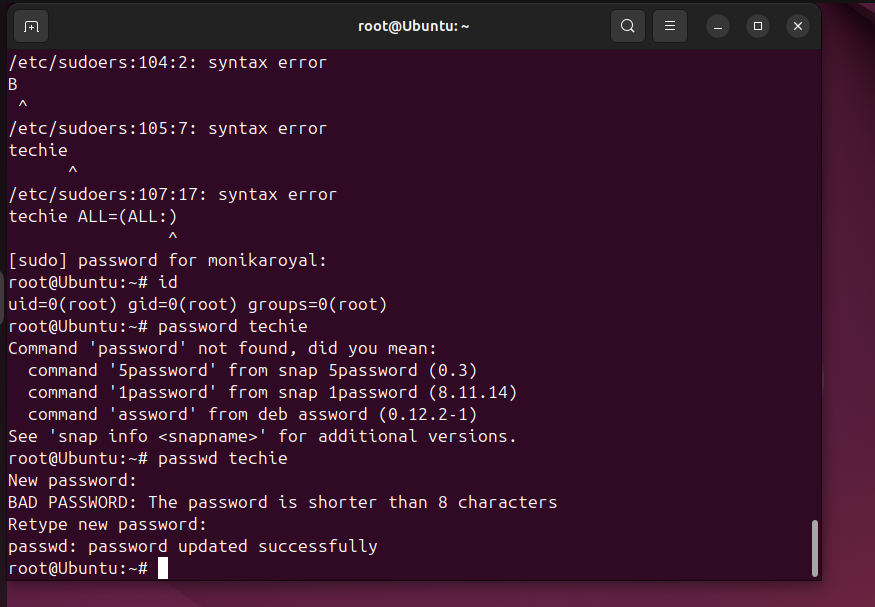 root@Ubuntu: ~
/etc/sudoers:104:2: syntax error
B
 ^
/etc/sudoers:105:7: syntax error
techie
      ^
/etc/sudoers:107:17: syntax error
techie ALL=(ALL:)
                ^
[sudo] password for monikaroyal:
root@Ubuntu:~# id
uid=0(root) gid=0(root) groups=0(root)
root@Ubuntu:~# password techie
Command 'password' not found, did you mean:
  command '5password' from snap 5password (0.3)
  command '1password' from snap 1password (8.11.14)
  command 'assword' from deb assword (0.12.2-1)
See 'snap info <snapname>' for additional versions.
root@Ubuntu:~# passwd techie
New password:
BAD PASSWORD: The password is shorter than 8 characters
Retype new password:
passwd: password updated successfully
root@Ubuntu:~#